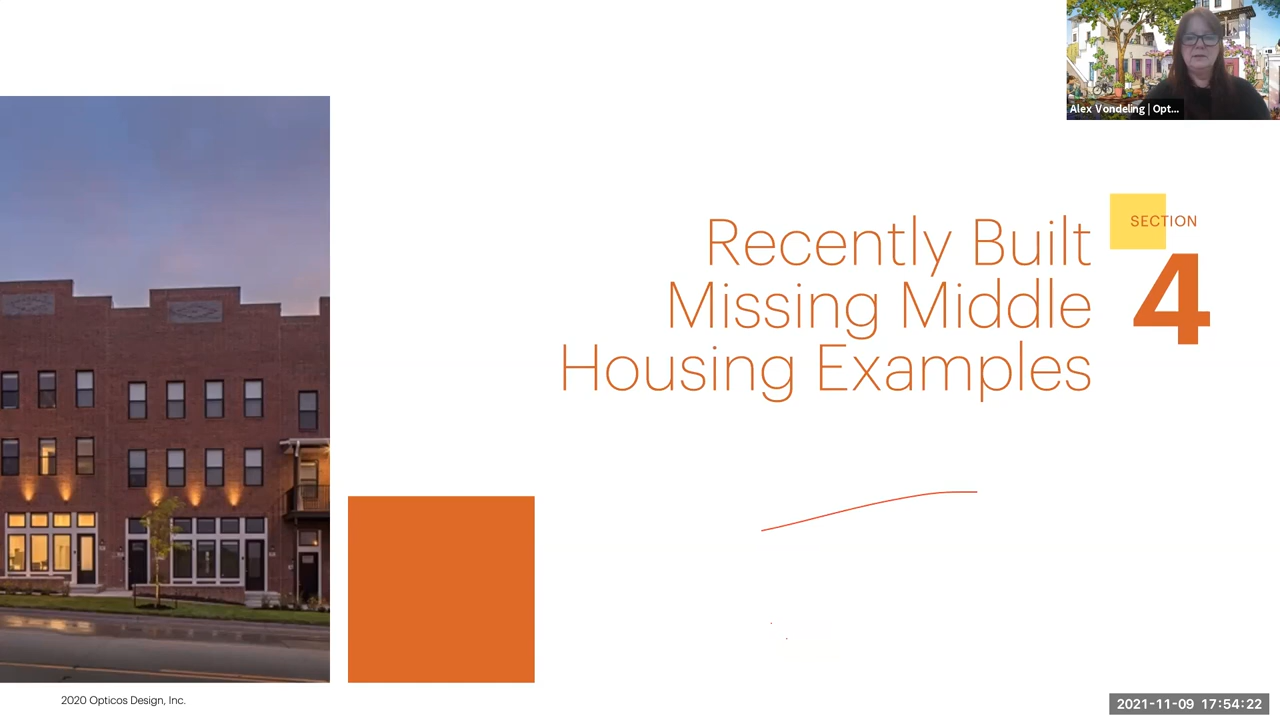 Alex Vondeling | Opt...
SECTION
4
Recently Built
Missing Middle
Housing Examples
2020 Opticos Design, Inc.
2021-11-09 17:54:22